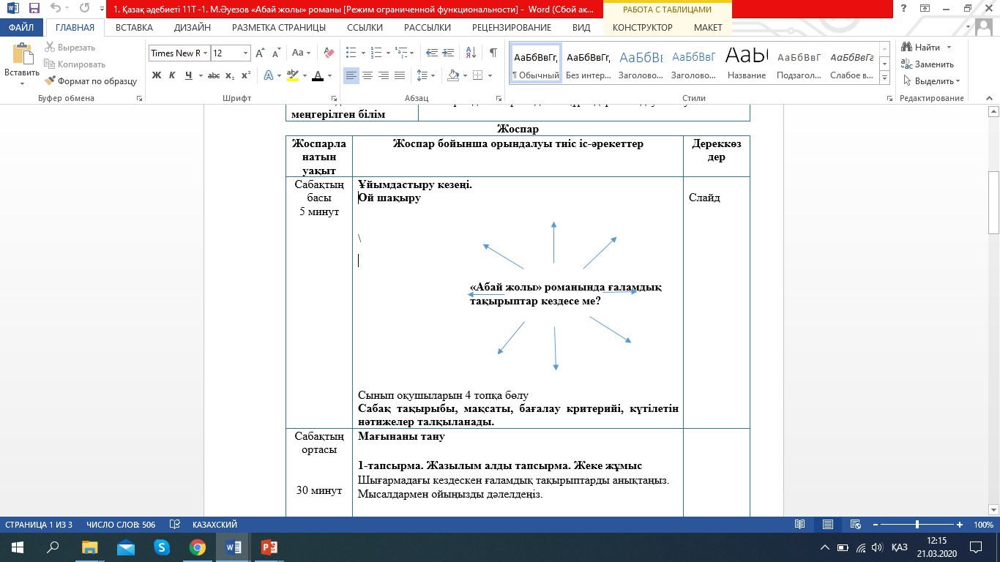 1. Қазақ әдебиеті 11Т -1. М.Әуезов «Абай жолы» романы [Режим ограниченной функциональности] - Word (Сбой ак...
РАБОТА С ТАБЛИЦАМИ
ФАЙЛ ГЛАВНАЯ ВСТАВКА ДИЗАЙН РАЗМЕТКА СТРАНИЦЫ ССЫЛКИ РАССЫЛКИ РЕЦЕНЗИРОВАНИЕ ВИД КОНСТРУКТОР МАКЕТ
Вставить
Вырезать
Копировать
Формат по образцу
Буфер обмена
Times New R 12
Ж К Ч abc x₂ x²
Шрифт
Абзац
АаБбВвГг, АаБбВвГг, АаБбВı АаБбВвГ АаЫ АаБбВвГ АаБбВвГг
¶ Обычный Без интер... Заголово... Заголово... Название Подзагол... Слабое в...
Стили
Найти
Заменить
Выделить
Редактирование
меңгерілген білім
Жоспар
Жоспарла
натын
уақыт
Жоспар бойынша орындалуы тиіс іс-әрекеттер
Дереккөз
дер
Сабақтың
басы
5 минут
Ұйымдастыру кезеңі.
Ой шақыру
Слайд
\
«Абай жолы» романында ғаламдық
тақырыптар кездесе ме?
Сынып оқушыларын 4 топқа бөлу
Сабақ тақырыбы, мақсаты, бағалау критерийі, күтілетін
нәтижелер талқыланады.
Сабақтың
ортасы
30 минут
Мағынаны тану
1-тапсырма. Жазылым алды тапсырма. Жеке жұмыс
Шығармадағы кездескен ғаламдық тақырыптарды анықтаңыз.
Мысалдармен ойыңызды дәлелдеңіз.
СТРАНИЦА 1 ИЗ 3 ЧИСЛО СЛОВ: 506 КАЗАХСКИЙ 100%
ҚАЗ
12:15
21.03.2020